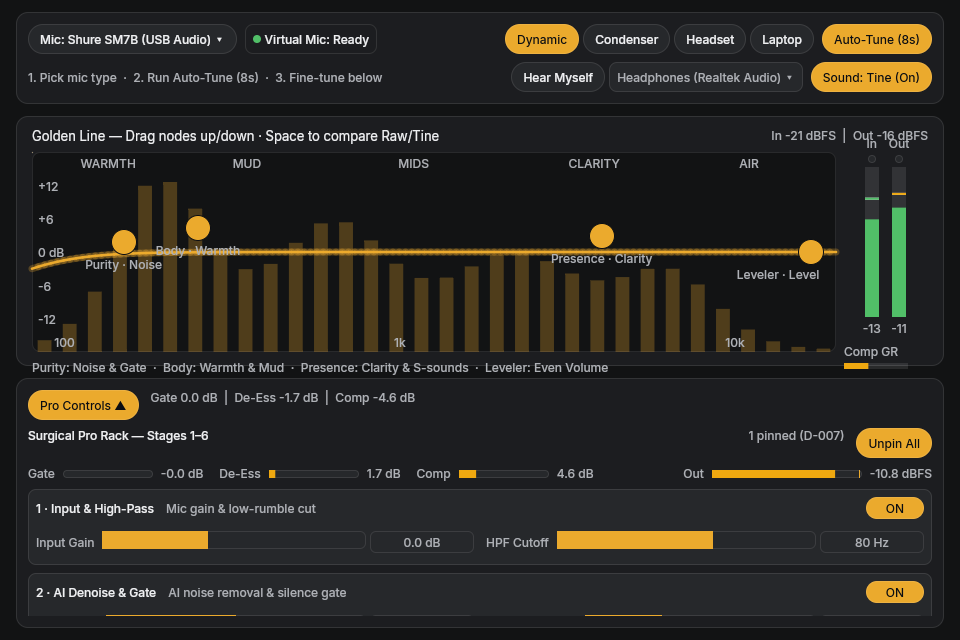 Mic: Shure SM7B (USB Audio) ▾ Virtual Mic: Ready Dynamic Condenser Headset Laptop Auto-Tune (8s)
1. Pick mic type · 2. Run Auto-Tune (8s) · 3. Fine-tune below Hear Myself Headphones (Realtek Audio) ▾ Sound: Tine (On)
Golden Line — Drag nodes up/down · Space to compare Raw/Tine In -21 dBFS | Out -16 dBFS
In Out
WARMTH MUD MIDS CLARITY AIR
+12
+6
0 dB Body · Warmth
Purity · Noise Presence · Clarity
Leveler · Level
-6
-12
-13 -11
100 1k 10k
Comp GR
Purity: Noise & Gate · Body: Warmth & Mud · Presence: Clarity & S-sounds · Leveler: Even Volume
Pro Controls ▲ Gate 0.0 dB | De-Ess -1.7 dB | Comp -4.6 dB
Surgical Pro Rack — Stages 1–6 1 pinned (D-007) Unpin All
Gate -0.0 dB De-Ess 1.7 dB Comp 4.6 dB Out -10.8 dBFS
1 · Input & High-Pass Mic gain & low-rumble cut ON
Input Gain 0.0 dB HPF Cutoff 80 Hz
2 · AI Denoise & Gate AI noise removal & silence gate ON